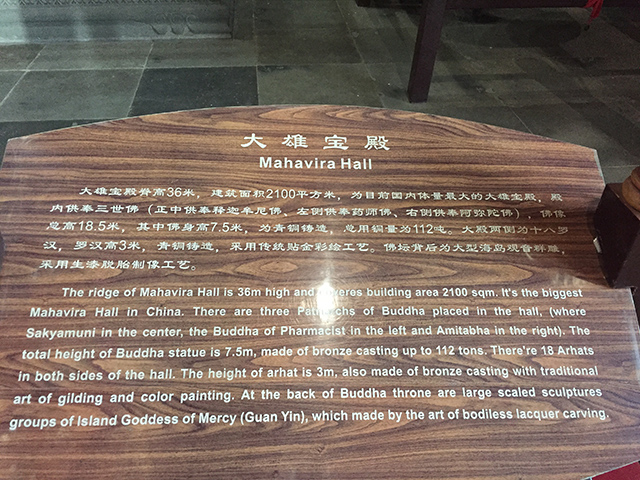 大雄宝殿
Mahavira Hall
大雄宝殿脊高36米，建筑面积2100平方米，为目前国内体量最大的大雄宝殿，殿
内供奉三世佛（正中供奉释迦牟尼佛、左侧供奉药师佛、右侧供奉阿弥陀佛），佛像
总高18.5米，其中佛身高7.5米，为青铜铸造，总用铜量为112吨。大殿两侧为十八罗
汉，罗汉高3米，青铜铸造，采用传统贴金彩绘工艺。佛坛背后为大型海岛观音群雕，
采用生漆脱胎制像工艺。
The ridge of Mahavira Hall is 36m high and coveres building area 2100 sqm. It's the biggest
Mahavira Hall in China. There are three Patriarchs of Buddha placed in the hall, (where
Sakyamuni in the center, the Buddha of Pharmacist in the left and Amitabha in the right). The
total height of Buddha statue is 7.5m, made of bronze casting up to 112 tons. There're 18 Arhats
in both sides of the hall. The height of arhat is 3m, also made of bronze casting with traditional
art of gilding and color painting. At the back of Buddha throne are large scaled sculptures
groups of Island Goddess of Mercy (Guan Yin), which made by the art of bodiless lacquer carving.